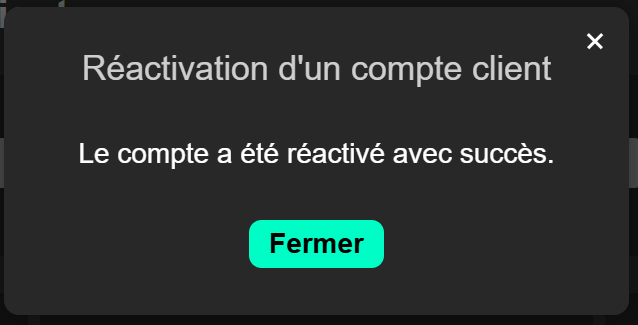 Réactivation d'un compte client
Le compte a été réactivé avec succès.
Fermer